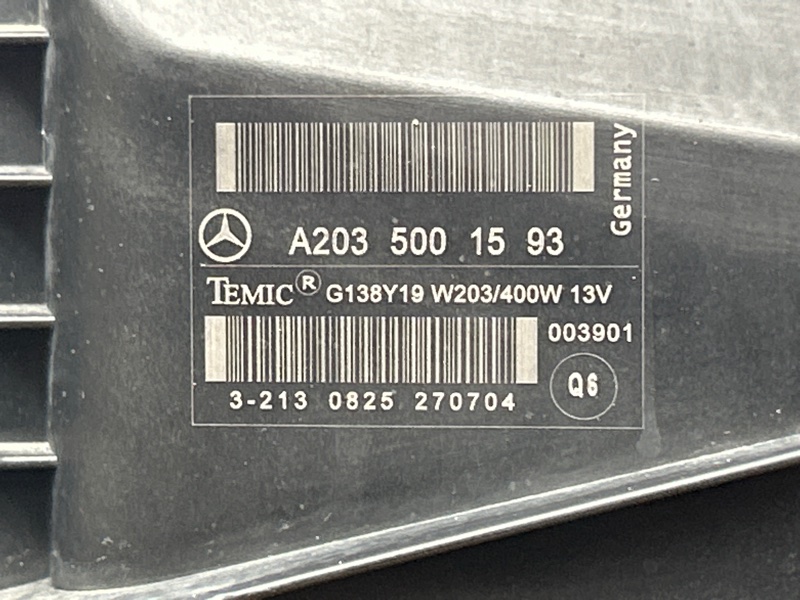 Germany
A203 500 15 93
TEMIC® G138Y19 W203/400W 13V
003901
Q6
3-213 0825 270704